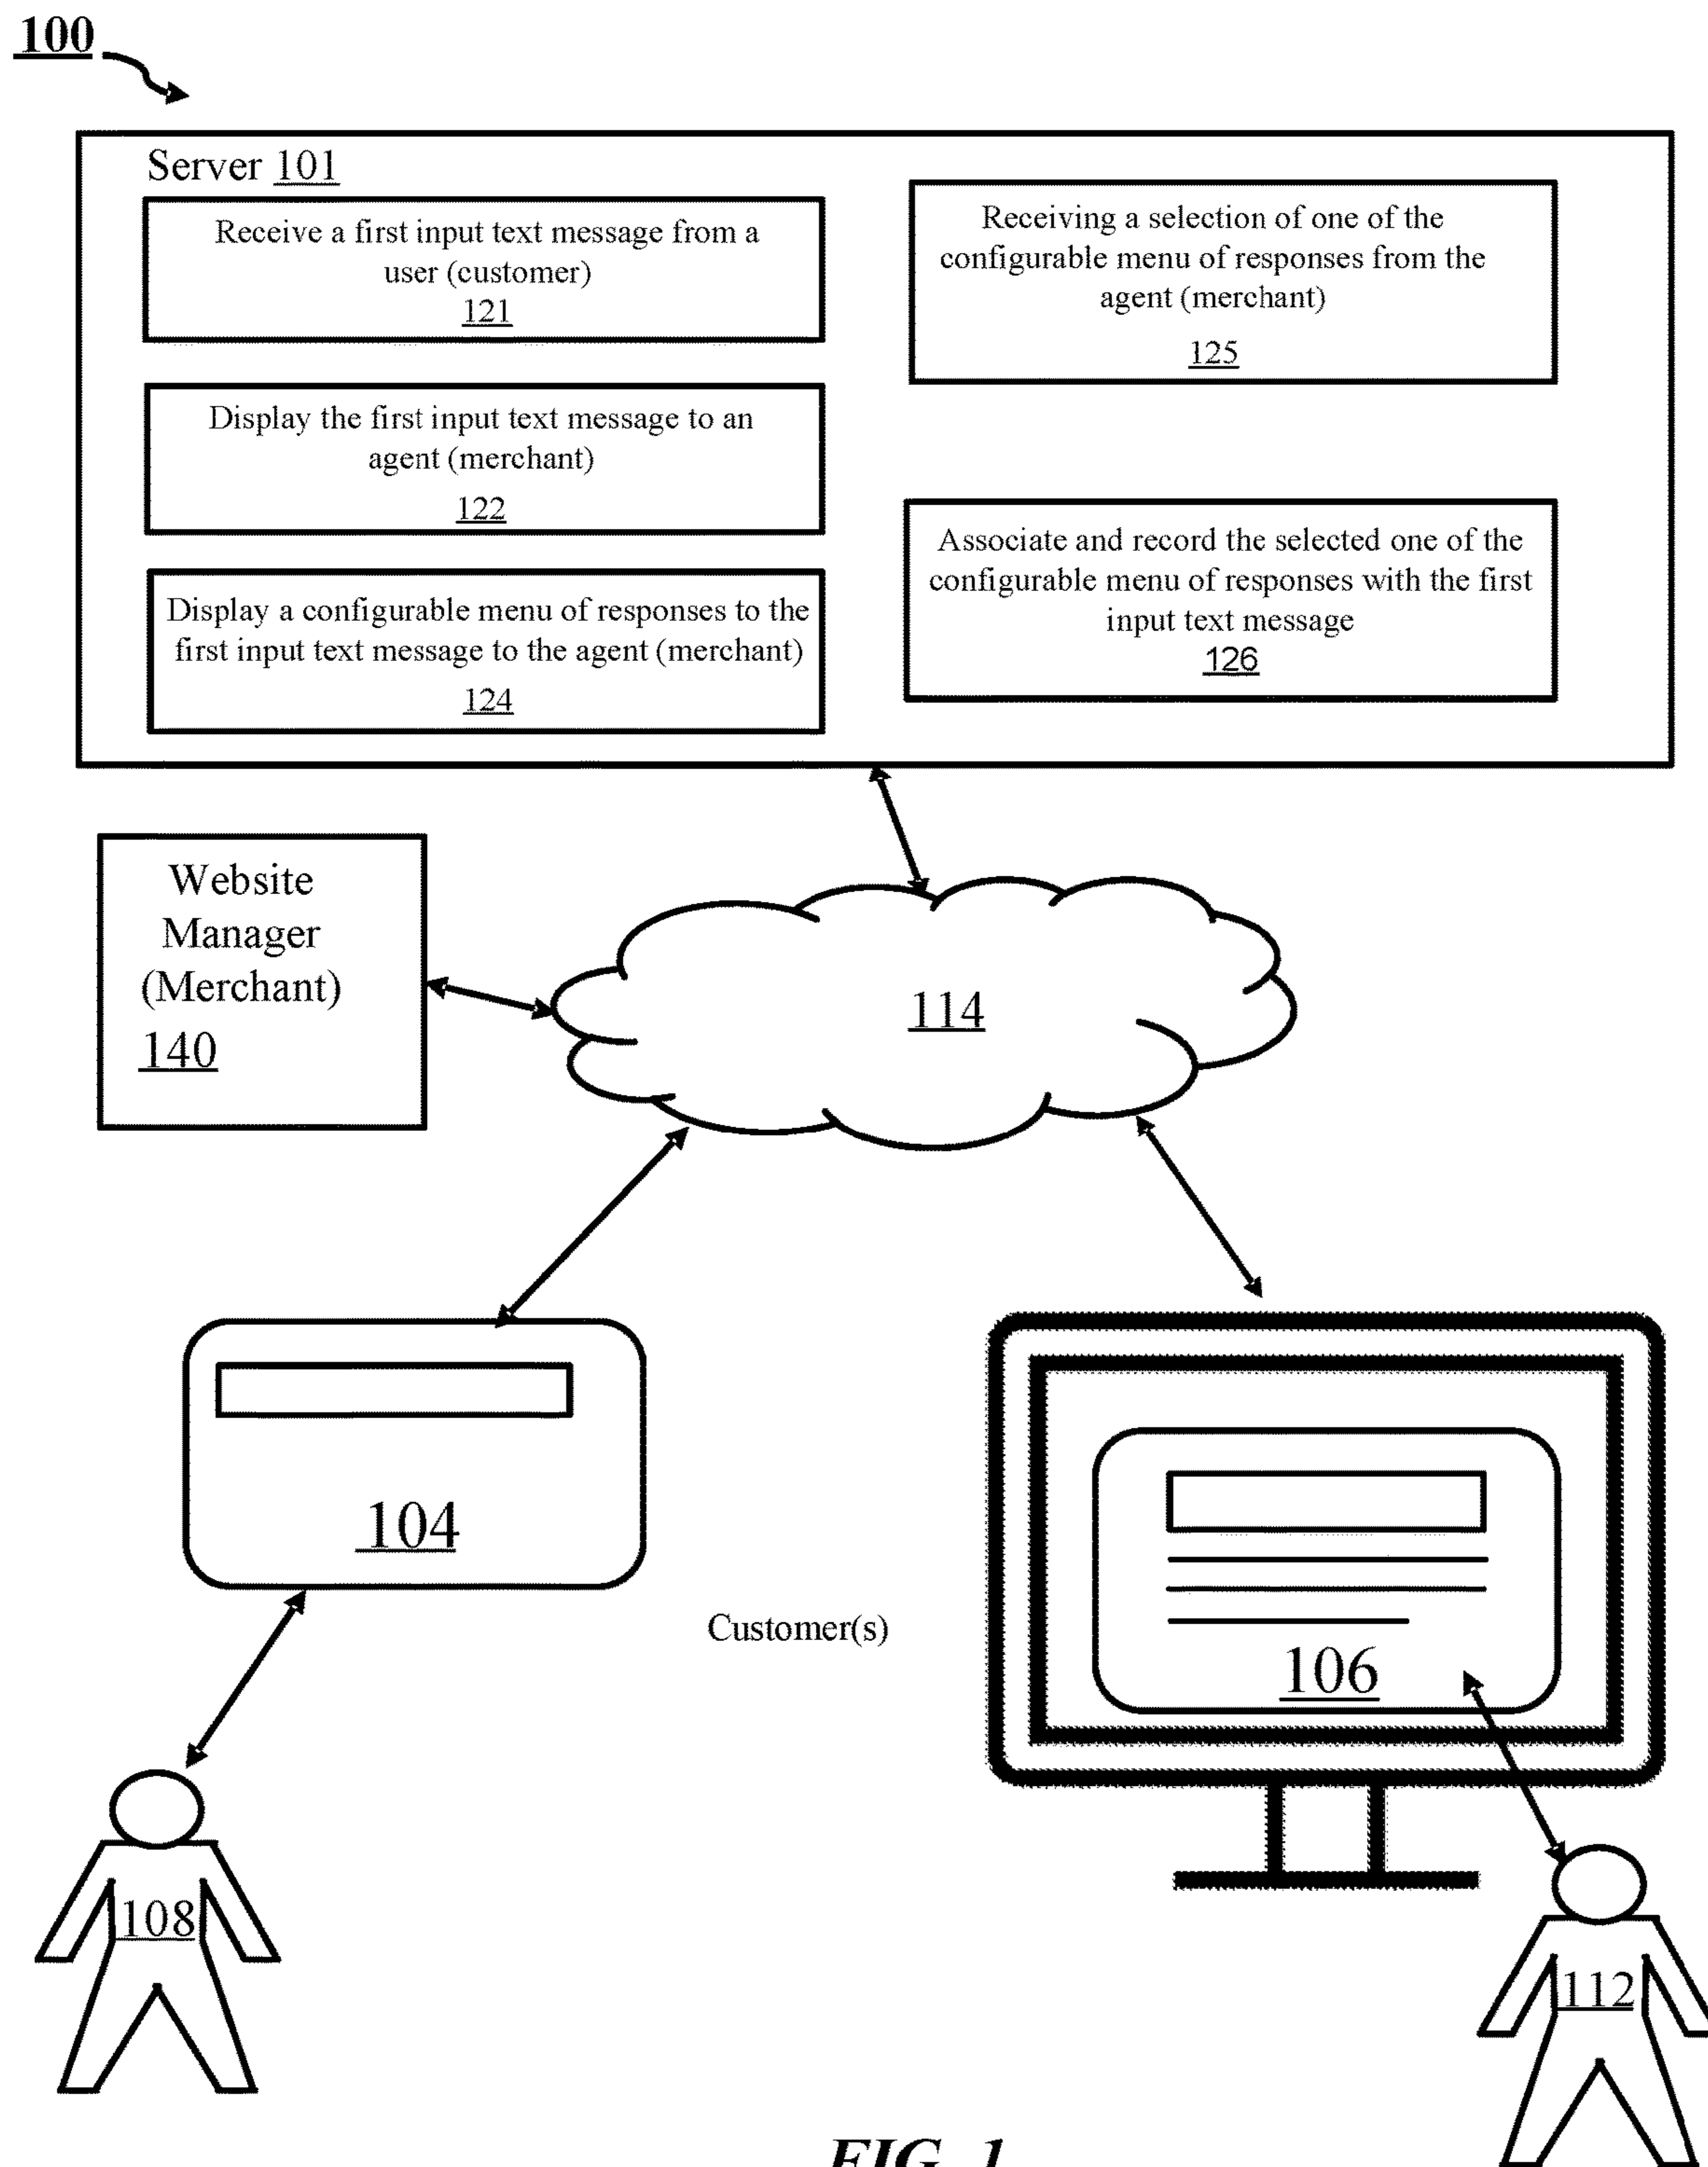 100
Server 101
Receive a first input text message from a
user (customer)
121
Display the first input text message to an
agent (merchant)
122
Display a configurable menu of responses to the
first input text message to the agent (merchant)
124
Receiving a selection of one of the
configurable menu of responses from the
agent (merchant)
125
Associate and record the selected one of the
configurable menu of responses with the first
input text message
126
Website
Manager
(Merchant)
140
114
104
Customer(s)
106
108
112
FIG. 1